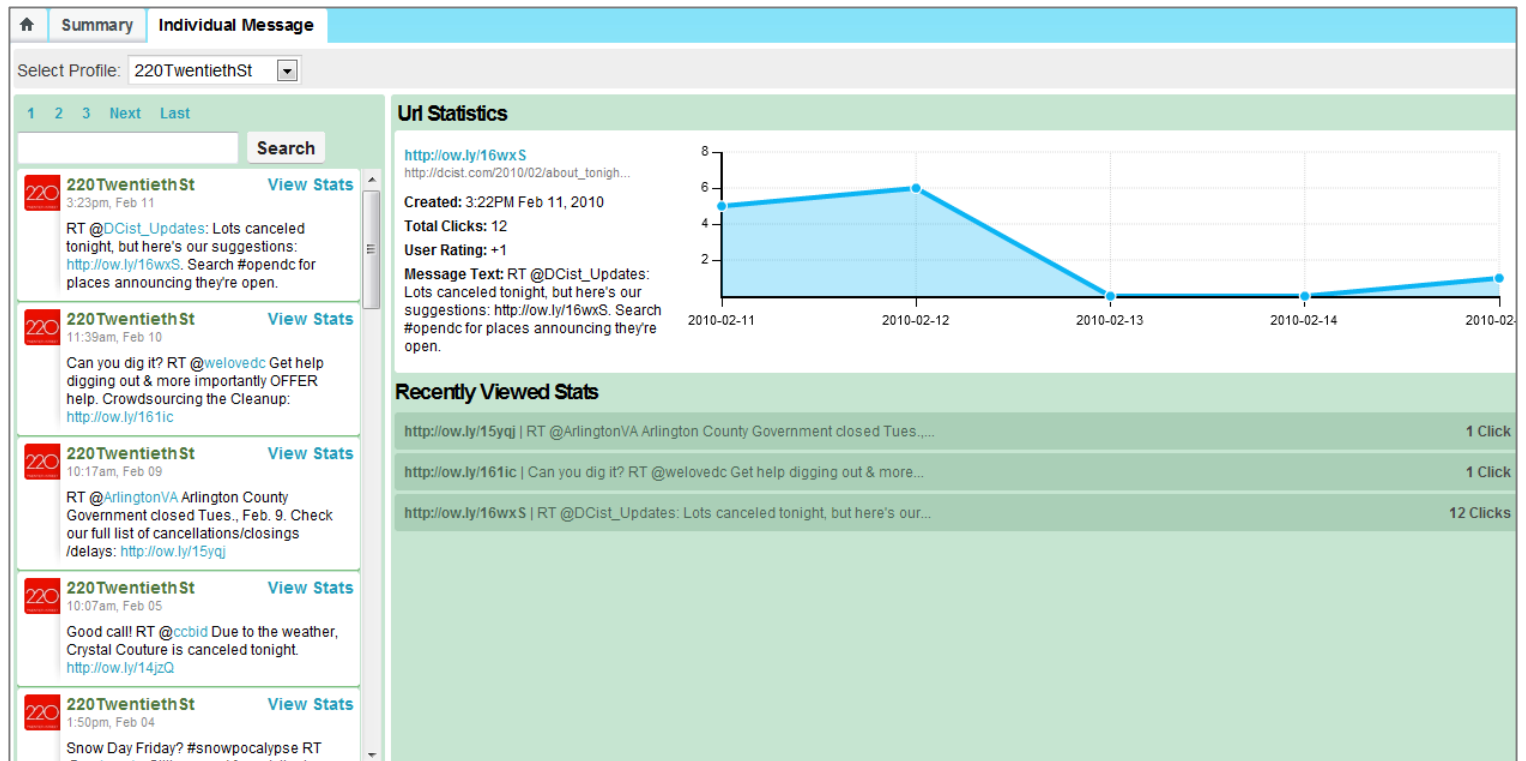 Summary Individual Message
Select Profile: 220TwentiethSt
1 2 3 Next Last
Search
220TwentiethSt View Stats
3:23pm, Feb 11
RT @DCist_Updates: Lots canceled
tonight, but here's our suggestions:
http://ow.ly/16wxS. Search #opendc for
places announcing they're open.
220TwentiethSt View Stats
11:39am, Feb 10
Can you dig it? RT @welovedc Get help
digging out & more importantly OFFER
help. Crowdsourcing the Cleanup:
http://ow.ly/161ic
220TwentiethSt View Stats
10:17am, Feb 09
RT @ArlingtonVA Arlington County
Government closed Tues., Feb. 9. Check
our full list of cancellations/closings
/delays: http://ow.ly/15yqj
220TwentiethSt View Stats
10:07am, Feb 05
Good call! RT @ccbid Due to the weather,
Crystal Couture is canceled tonight.
http://ow.ly/14jzQ
220TwentiethSt View Stats
1:50pm, Feb 04
Snow Day Friday? #snowpocalypse RT
220
220
220
220
220
Url Statistics
http://ow.ly/16wxS
http://dcist.com/2010/02/about_tonigh...
Created: 3:22PM Feb 11, 2010
Total Clicks: 12
User Rating: +1
Message Text: RT @DCist_Updates:
Lots canceled tonight, but here's our
suggestions: http://ow.ly/16wxS. Search
#opendc for places announcing they're
open.
8
6
4
2
2010-02-11 2010-02-12 2010-02-13 2010-02-14 2010-02-
Recently Viewed Stats
http://ow.ly/15yqj | RT @ArlingtonVA Arlington County Government closed Tues.,... 1 Click
http://ow.ly/161ic | Can you dig it? RT @welovedc Get help digging out & more... 1 Click
http://ow.ly/16wxS | RT @DCist_Updates: Lots canceled tonight, but here's our... 12 Clicks